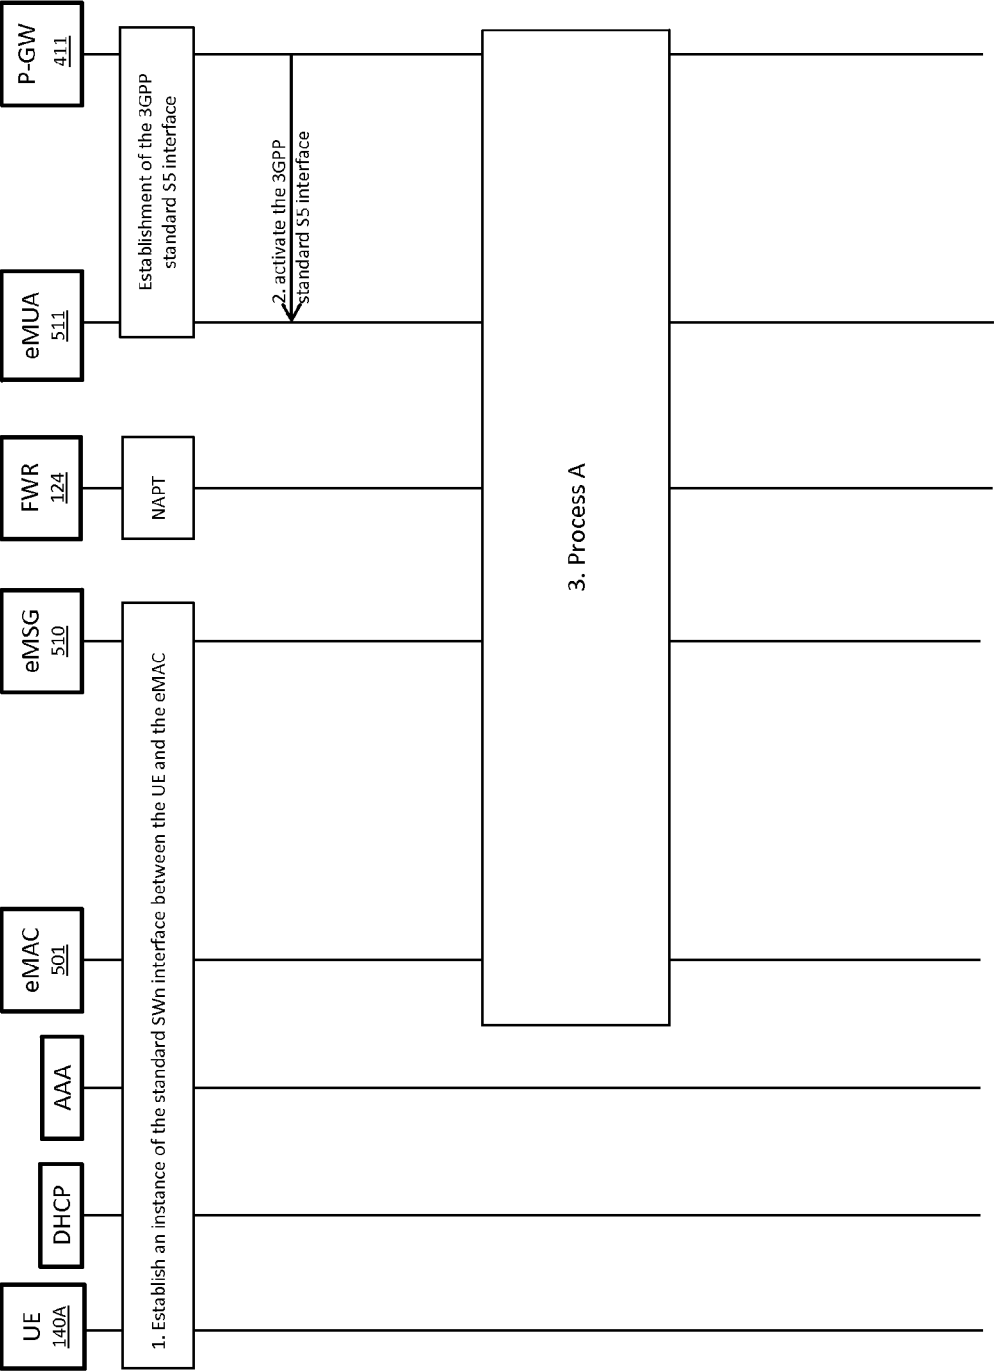 UE
140A
DHCP
AAA
eMAC
501
eMSG
510
FWR
124
eMUA
511
P-GW
411
1. Establish an instance of the standard SWn interface between the UE and the eMAC
NAPT
Establishment of the 3GPP
standard S5 interface
2. activate the 3GPP
standard S5 interface
3. Process A